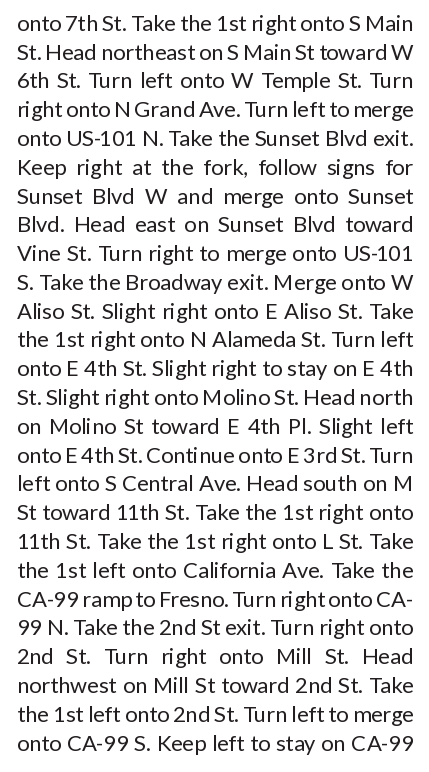 onto 7th St. Take the 1st right onto S Main
St. Head northeast on S Main St toward W
6th St. Turn left onto W Temple St. Turn
right onto N Grand Ave. Turn left to merge
onto US-101 N. Take the Sunset Blvd exit.
Keep right at the fork, follow signs for
Sunset Blvd W and merge onto Sunset
Blvd. Head east on Sunset Blvd toward
Vine St. Turn right to merge onto US-101
S. Take the Broadway exit. Merge onto W
Aliso St. Slight right onto E Aliso St. Take
the 1st right onto N Alameda St. Turn left
onto E 4th St. Slight right to stay on E 4th
St. Slight right onto Molino St. Head north
on Molino St toward E 4th Pl. Slight left
onto E 4th St. Continue onto E 3rd St. Turn
left onto S Central Ave. Head south on M
St toward 11th St. Take the 1st right onto
11th St. Take the 1st right onto L St. Take
the 1st left onto California Ave. Take the
CA-99 ramp to Fresno. Turn right onto CA-
99 N. Take the 2nd St exit. Turn right onto
2nd St. Turn right onto Mill St. Head
northwest on Mill St toward 2nd St. Take
the 1st left onto 2nd St. Turn left to merge
onto CA-99 S. Keep left to stay on CA-99